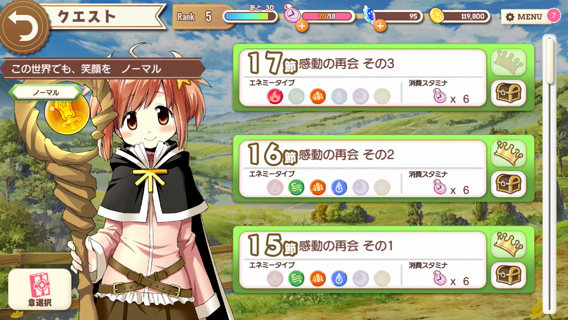 クエスト
Rank 5
あと 30
20/18
95
119,800
MENU
?
この世界でも、笑顔を ノーマル
ノーマル
章選択
17節 感動の再会 その3
エネミータイプ
消費スタミナ
x 6
16節 感動の再会 その2
エネミータイプ
消費スタミナ
x 6
15節 感動の再会 その1
エネミータイプ
消費スタミナ
x 6